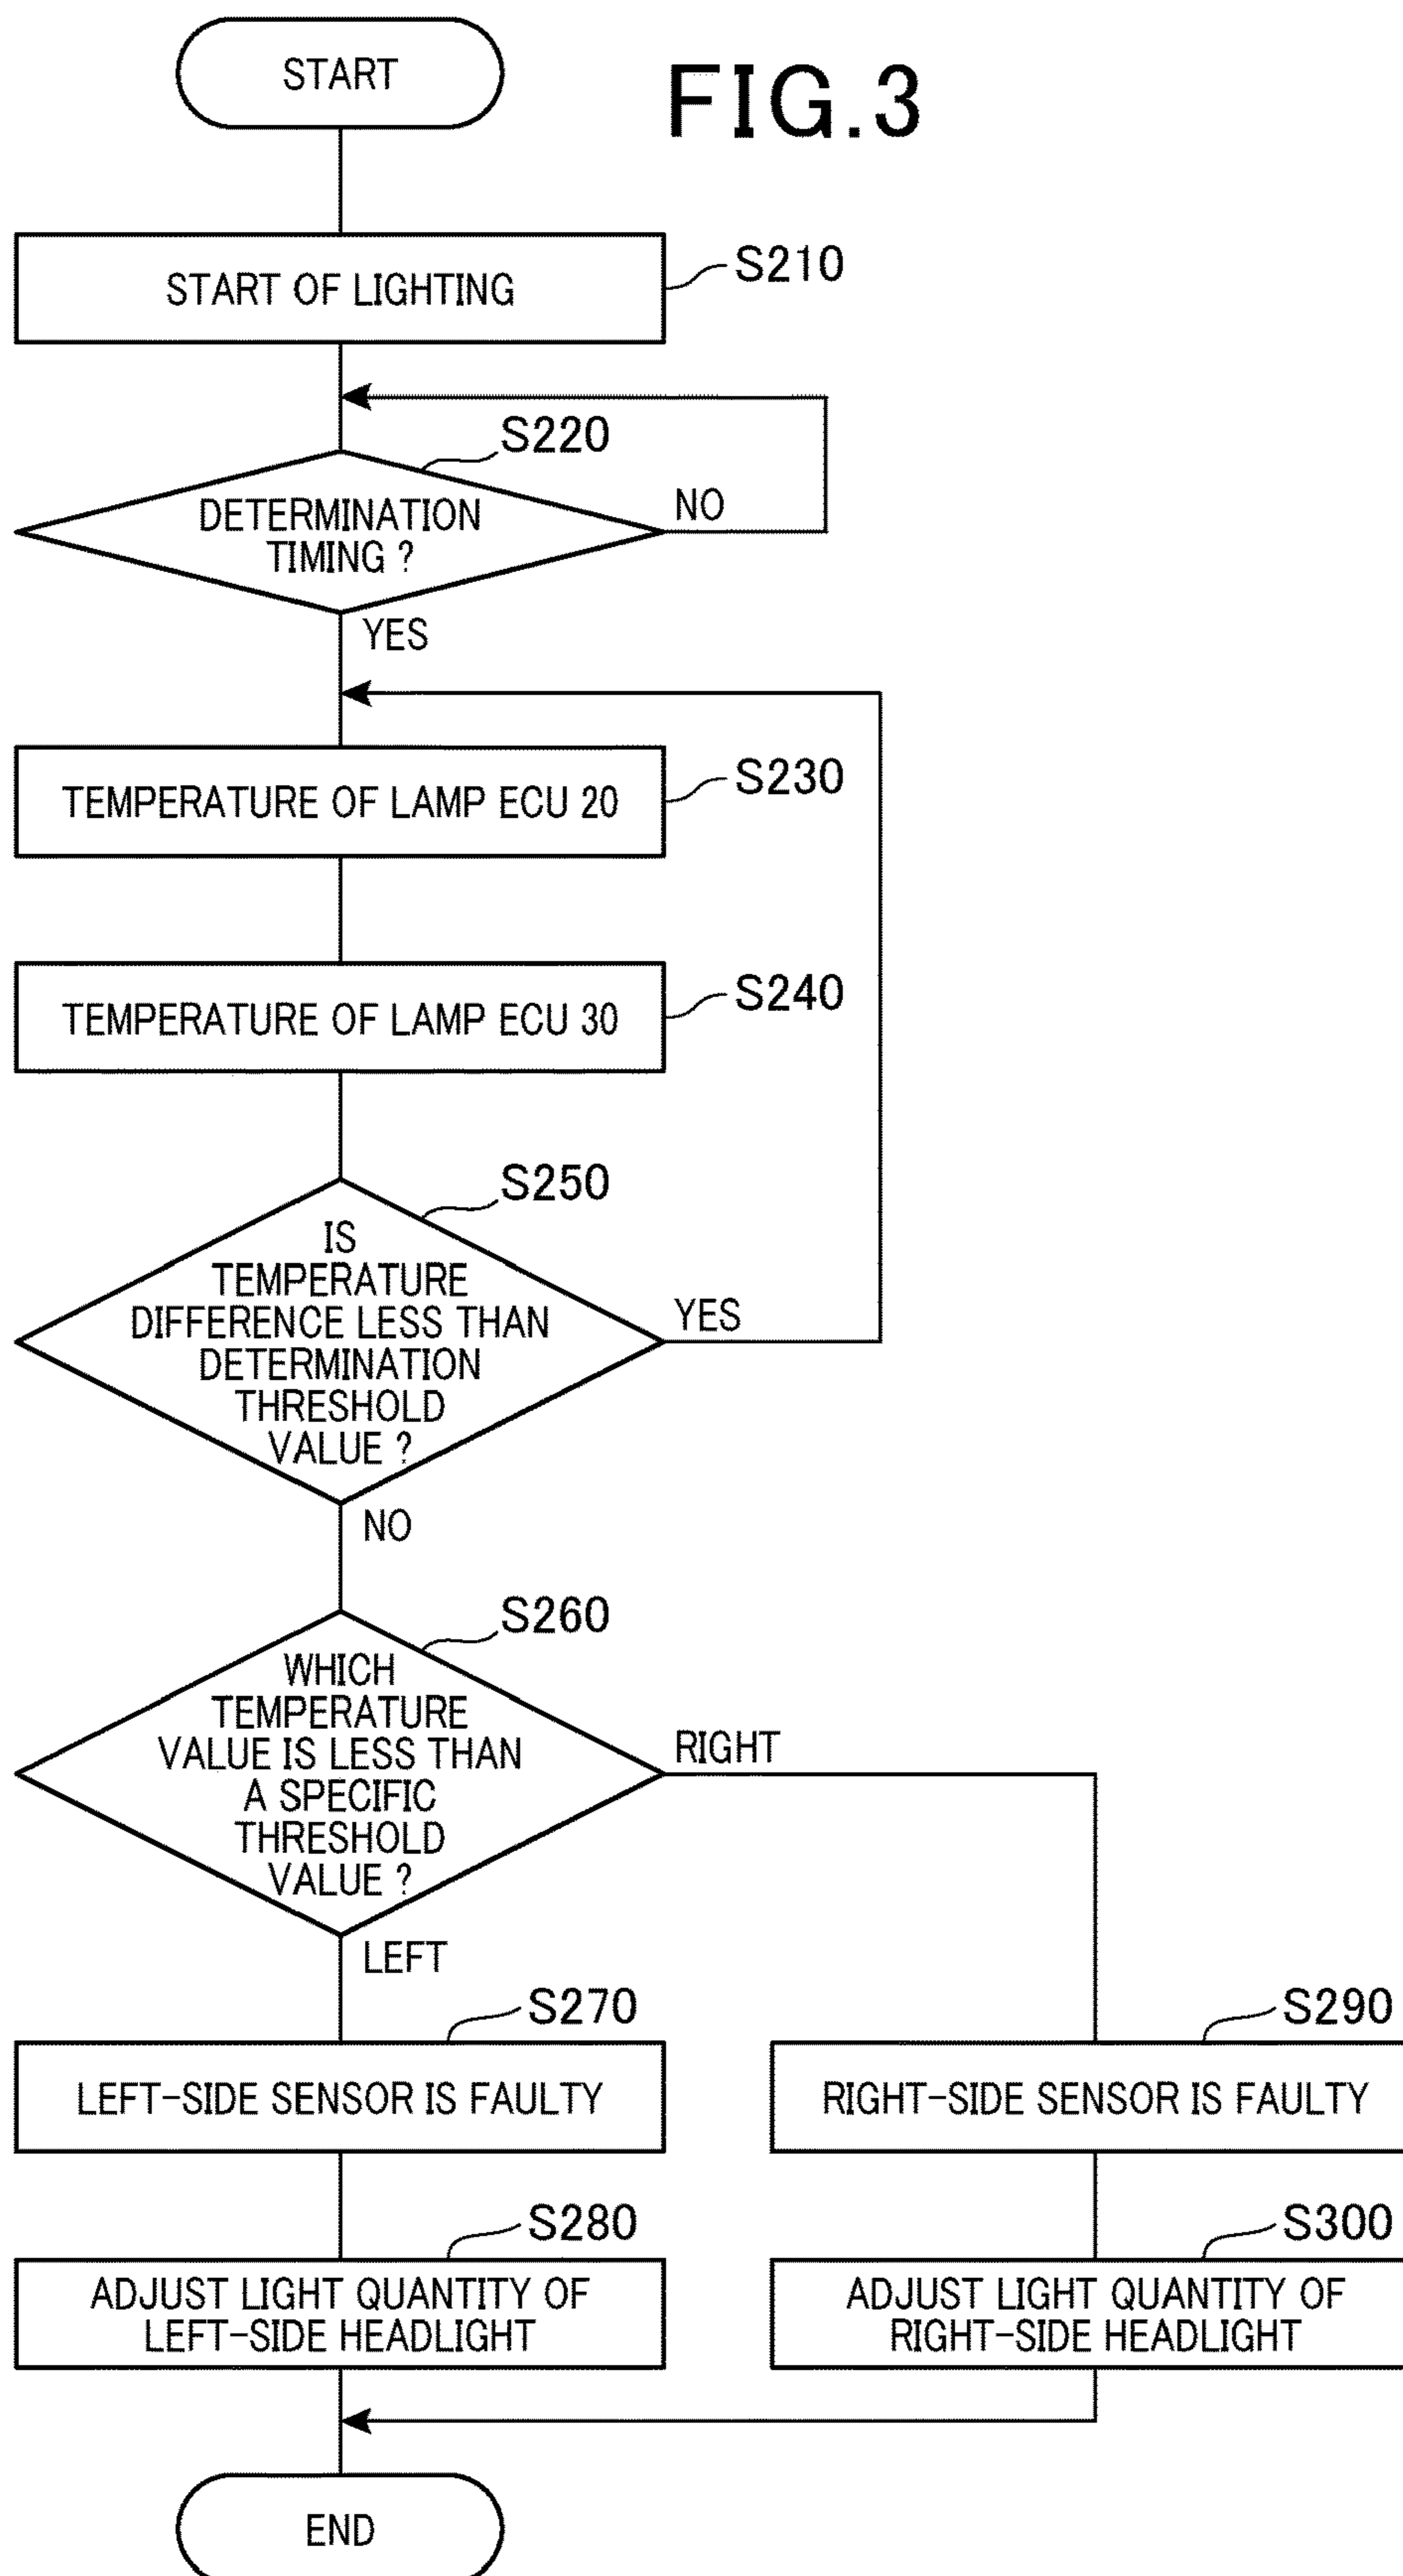 START
FIG.3
START OF LIGHTING
S210
S220
DETERMINATION
TIMING ?
NO
YES
TEMPERATURE OF LAMP ECU 20
S230
TEMPERATURE OF LAMP ECU 30
S240
S250
IS
TEMPERATURE
DIFFERENCE LESS THAN
DETERMINATION
THRESHOLD
VALUE ?
YES
NO
S260
WHICH
TEMPERATURE
VALUE IS LESS THAN
A SPECIFIC
THRESHOLD
VALUE ?
RIGHT
LEFT
S270
LEFT-SIDE SENSOR IS FAULTY
S290
RIGHT-SIDE SENSOR IS FAULTY
S280
ADJUST LIGHT QUANTITY OF
LEFT-SIDE HEADLIGHT
S300
ADJUST LIGHT QUANTITY OF
RIGHT-SIDE HEADLIGHT
END